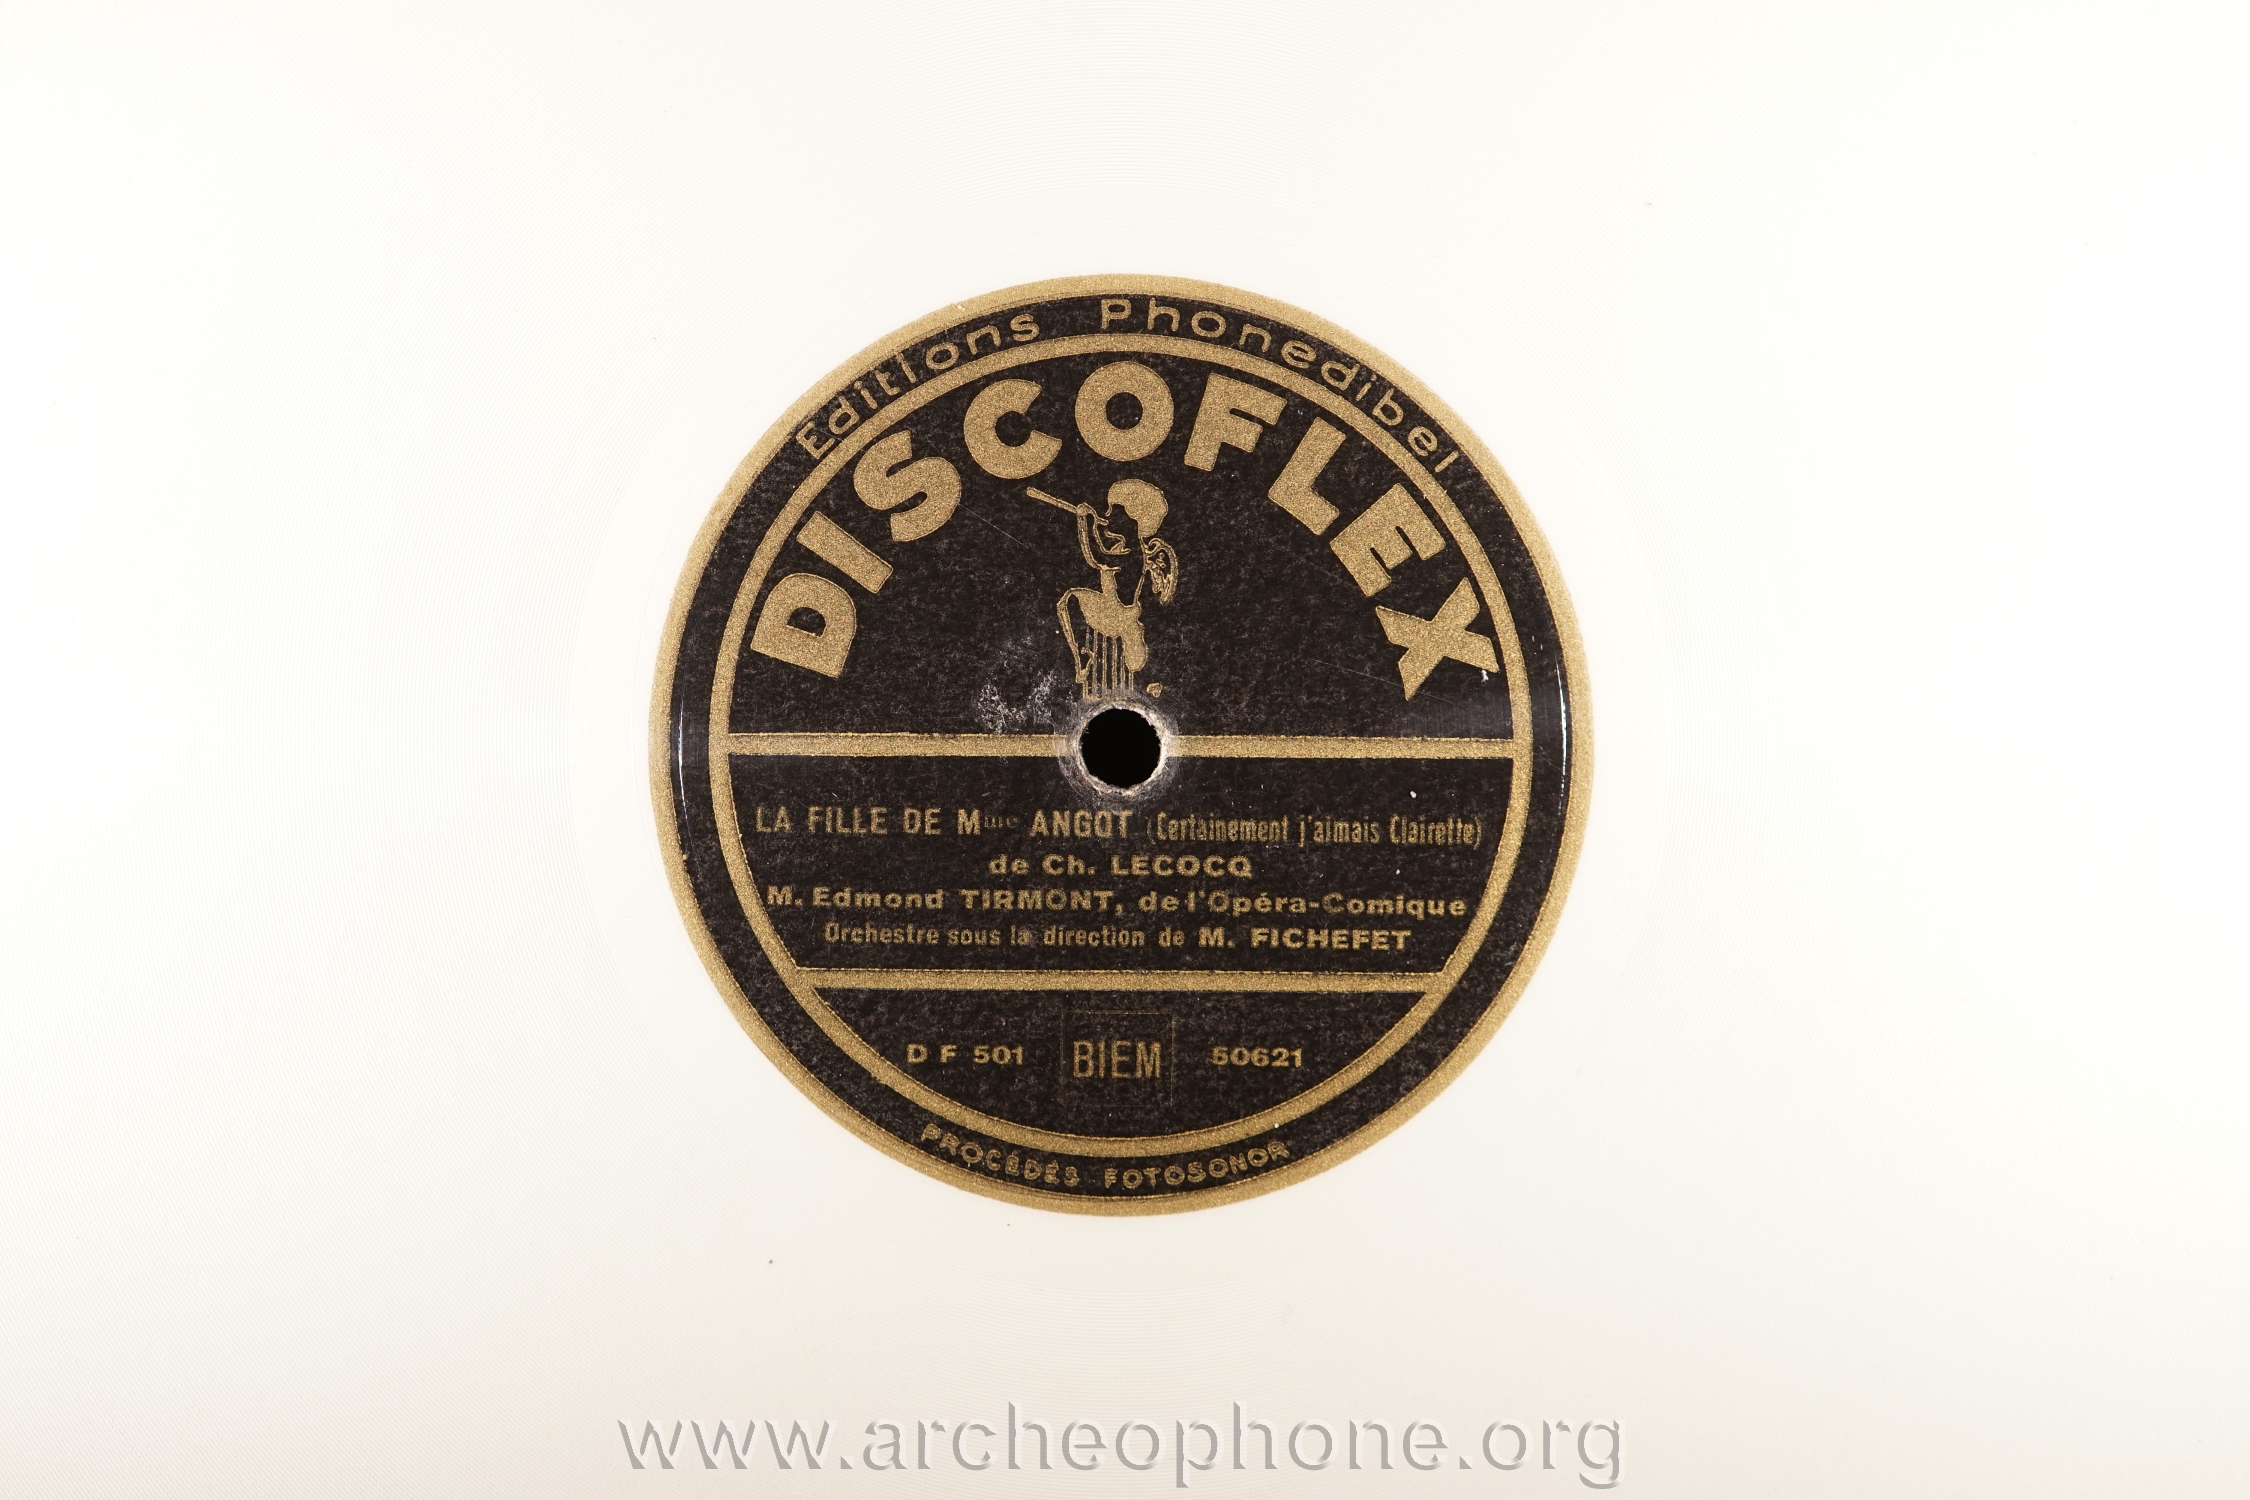 Editions Phonedibel
DISCOFLEX
LA FILLE DE Mme ANGOT (Certainement j'aimais Clairette)
de Ch. LECOCQ
M. Edmond TIRMONT, de l'Opéra-Comique
Orchestre sous la direction de M. FICHEFET
D F 501 BIEM 50621
PROCÉDÉS FOTOSONOR
www.archeophone.org